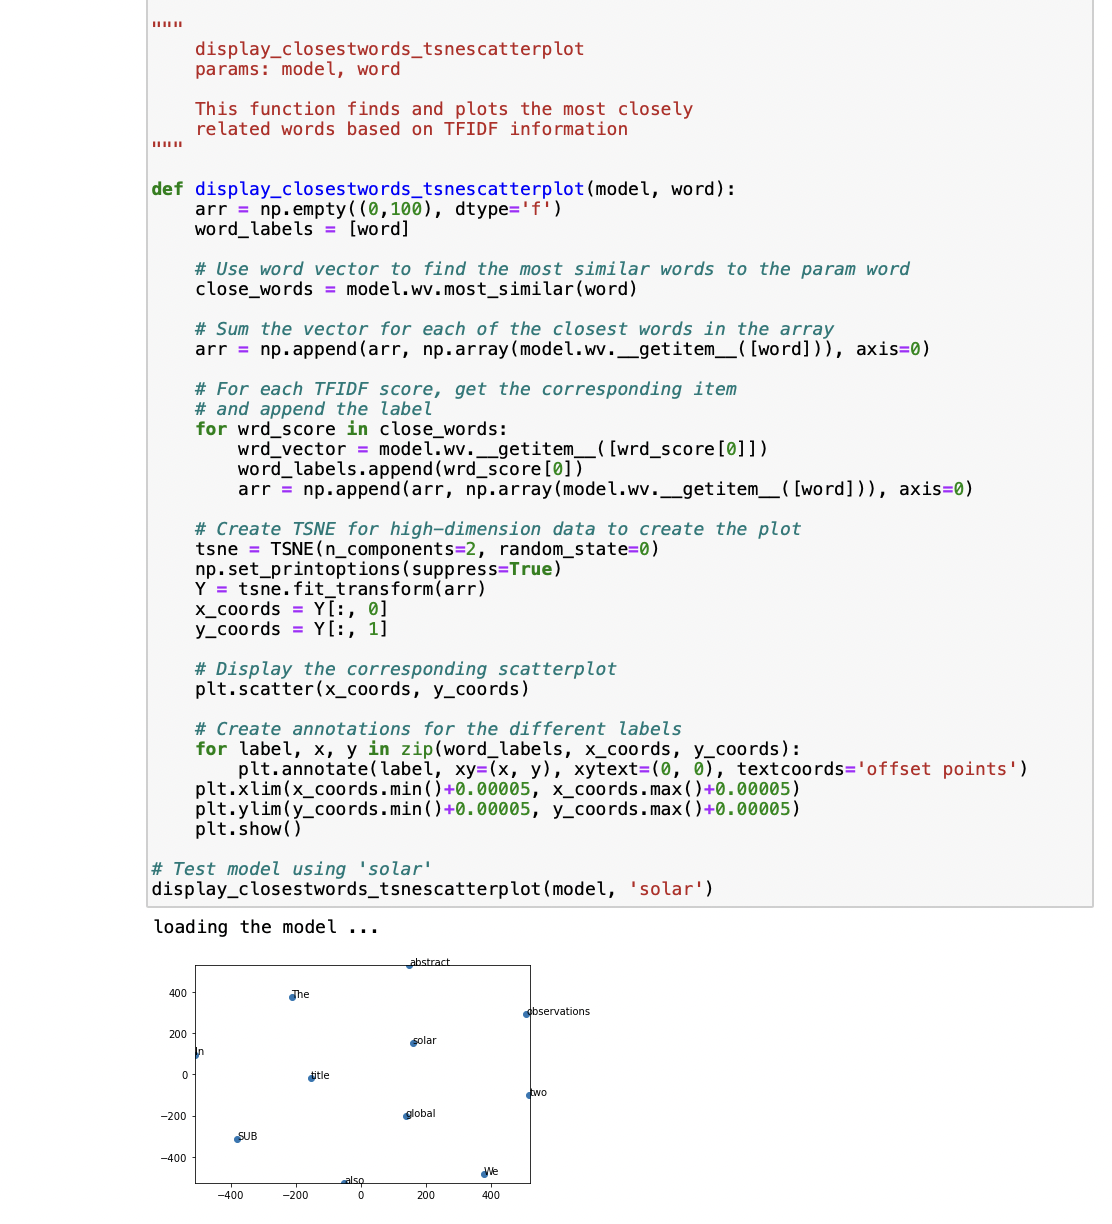 """
    display_closestwords_tsnescatterplot
    params: model, word

    This function finds and plots the most closely
    related words based on TFIDF information
"""

def display_closestwords_tsnescatterplot(model, word):
    arr = np.empty((0,100), dtype='f')
    word_labels = [word]

    # Use word vector to find the most similar words to the param word
    close_words = model.wv.most_similar(word)

    # Sum the vector for each of the closest words in the array
    arr = np.append(arr, np.array(model.wv.__getitem__([word])), axis=0)

    # For each TFIDF score, get the corresponding item
    # and append the label
    for wrd_score in close_words:
        wrd_vector = model.wv.__getitem__([wrd_score[0]])
        word_labels.append(wrd_score[0])
        arr = np.append(arr, np.array(model.wv.__getitem__([word])), axis=0)

    # Create TSNE for high-dimension data to create the plot
    tsne = TSNE(n_components=2, random_state=0)
    np.set_printoptions(suppress=True)
    Y = tsne.fit_transform(arr)
    x_coords = Y[:, 0]
    y_coords = Y[:, 1]

    # Display the corresponding scatterplot
    plt.scatter(x_coords, y_coords)

    # Create annotations for the different labels
    for label, x, y in zip(word_labels, x_coords, y_coords):
        plt.annotate(label, xy=(x, y), xytext=(0, 0), textcoords='offset points')
    plt.xlim(x_coords.min()+0.00005, x_coords.max()+0.00005)
    plt.ylim(y_coords.min()+0.00005, y_coords.max()+0.00005)
    plt.show()

# Test model using 'solar'
display_closestwords_tsnescatterplot(model, 'solar')
loading the model ...
abstract
400
The
observations
200
solar
In
0
title
two
−200
global
SUB
−400
We
also
−400 −200 0 200 400